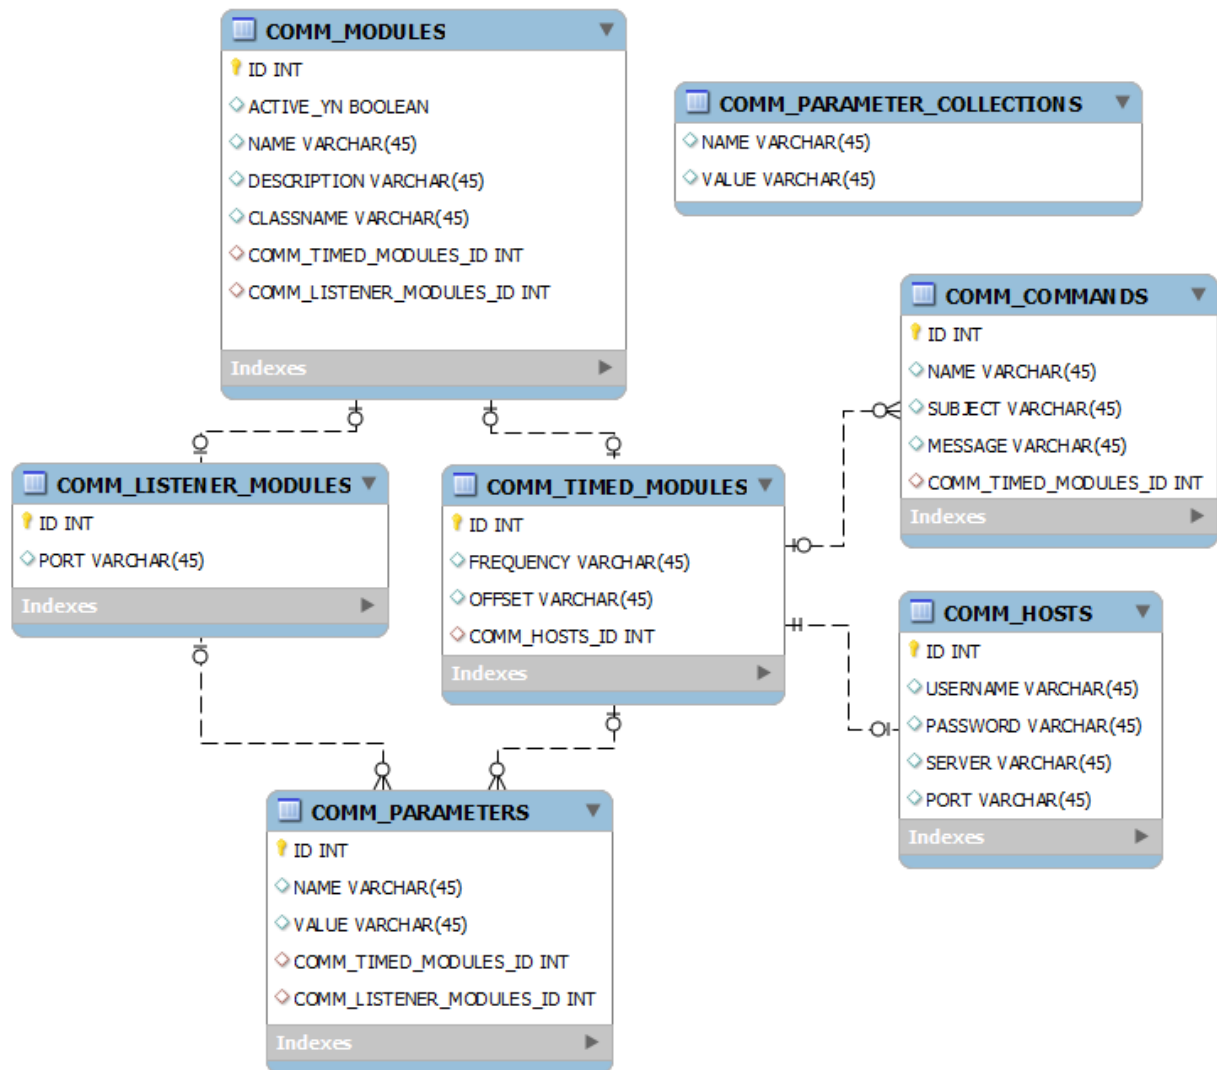 COMM_MODULES
ID INT
ACTIVE_YN BOOLEAN
NAME VARCHAR(45)
DESCRIPTION VARCHAR(45)
CLASSNAME VARCHAR(45)
COMM_TIMED_MODULES_ID INT
COMM_LISTENER_MODULES_ID INT
Indexes
COMM_PARAMETER_COLLECTIONS
NAME VARCHAR(45)
VALUE VARCHAR(45)
COMM_COMMANDS
ID INT
NAME VARCHAR(45)
SUBJECT VARCHAR(45)
MESSAGE VARCHAR(45)
COMM_TIMED_MODULES_ID INT
Indexes
COMM_LISTENER_MODULES
ID INT
PORT VARCHAR(45)
Indexes
COMM_TIMED_MODULES
ID INT
FREQUENCY VARCHAR(45)
OFFSET VARCHAR(45)
COMM_HOSTS_ID INT
Indexes
COMM_HOSTS
ID INT
USERNAME VARCHAR(45)
PASSWORD VARCHAR(45)
SERVER VARCHAR(45)
PORT VARCHAR(45)
Indexes
COMM_PARAMETERS
ID INT
NAME VARCHAR(45)
VALUE VARCHAR(45)
COMM_TIMED_MODULES_ID INT
COMM_LISTENER_MODULES_ID INT
Indexes